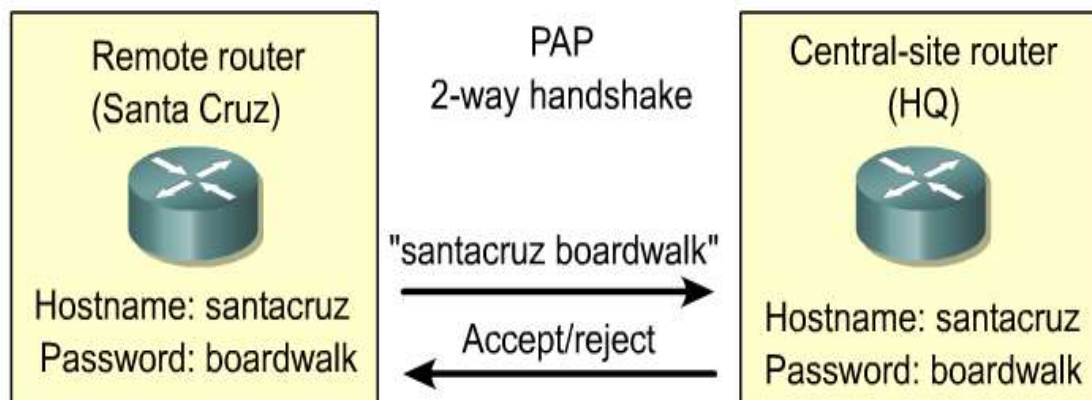 Remote router
(Santa Cruz)
Hostname: santacruz
Password: boardwalk
PAP
2-way handshake
"santacruz boardwalk"
Accept/reject
Central-site router
(HQ)
Hostname: santacruz
Password: boardwalk